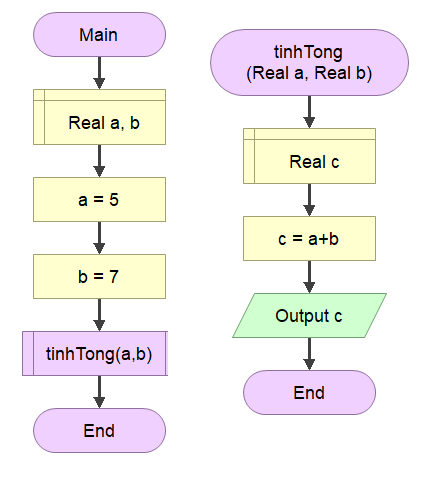 Main
Real a, b
a = 5
b = 7
tinhTong(a,b)
End
tinhTong
(Real a, Real b)
Real c
c = a+b
Output c
End